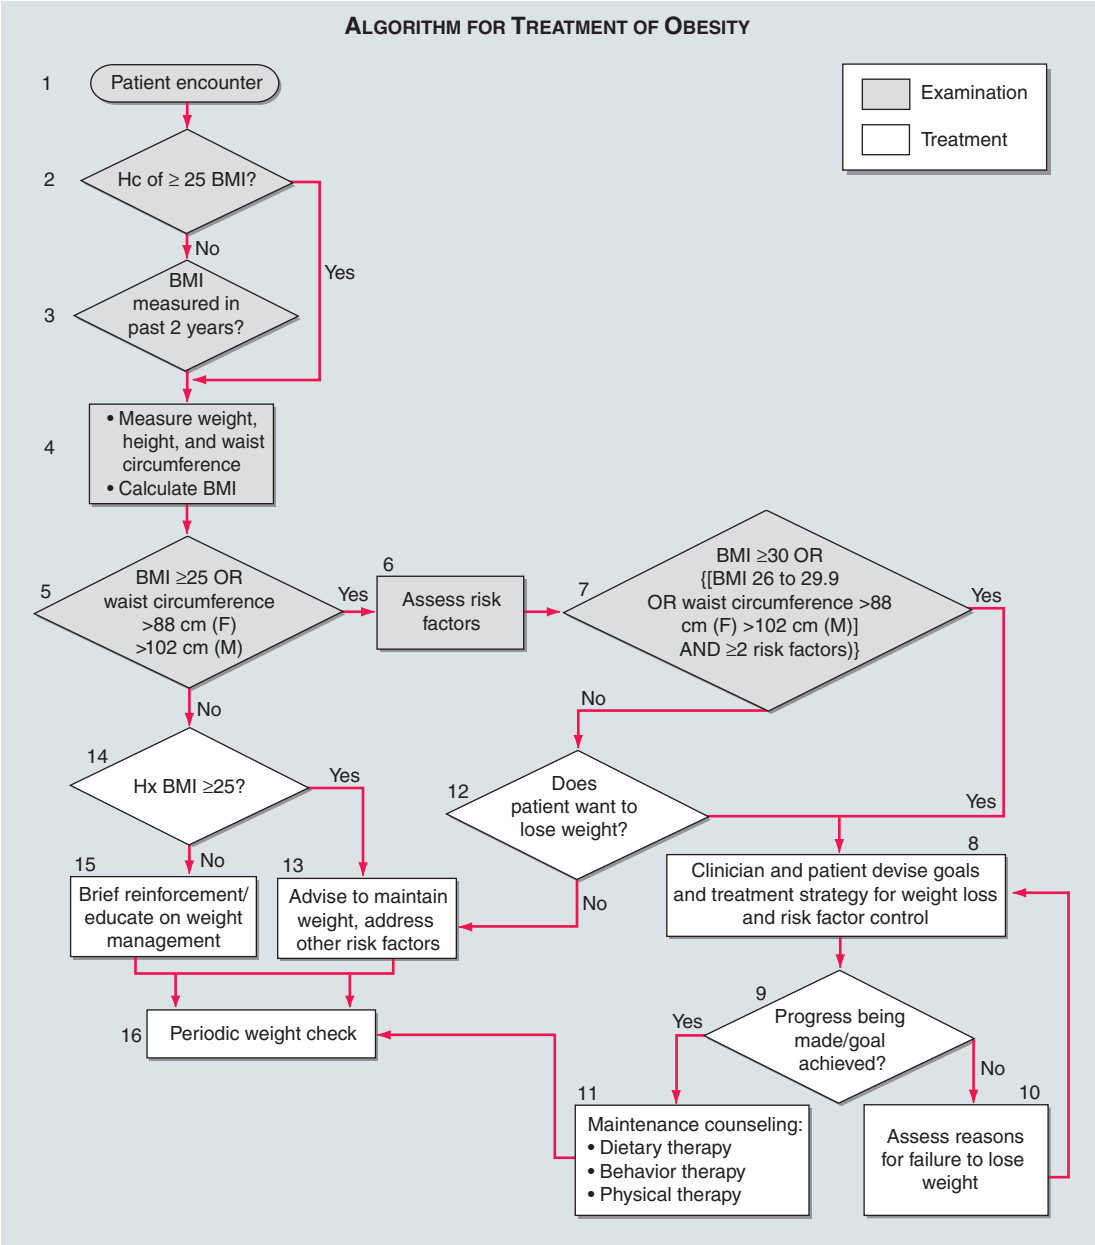 ALGORITHM FOR TREATMENT OF OBESITY
Examination
Treatment
1
Patient encounter
2
Hc of ≥ 25 BMI?
No
Yes
3
BMI
measured in
past 2 years?
4
• Measure weight,
height, and waist
circumference
• Calculate BMI
5
BMI ≥25 OR
waist circumference
>88 cm (F)
>102 cm (M)
Yes
No
6
Assess risk
factors
7
BMI ≥30 OR
{[BMI 26 to 29.9
OR waist circumference >88
cm (F) >102 cm (M)]
AND ≥2 risk factors)}
Yes
No
14
Hx BMI ≥25?
Yes
No
12
Does
patient want to
lose weight?
Yes
No
8
Clinician and patient devise goals
and treatment strategy for weight loss
and risk factor control
15
Brief reinforcement/
educate on weight
management
13
Advise to maintain
weight, address
other risk factors
9
Progress being
made/goal
achieved?
Yes
No
16
Periodic weight check
11
Maintenance counseling:
• Dietary therapy
• Behavior therapy
• Physical therapy
10
Assess reasons
for failure to lose
weight